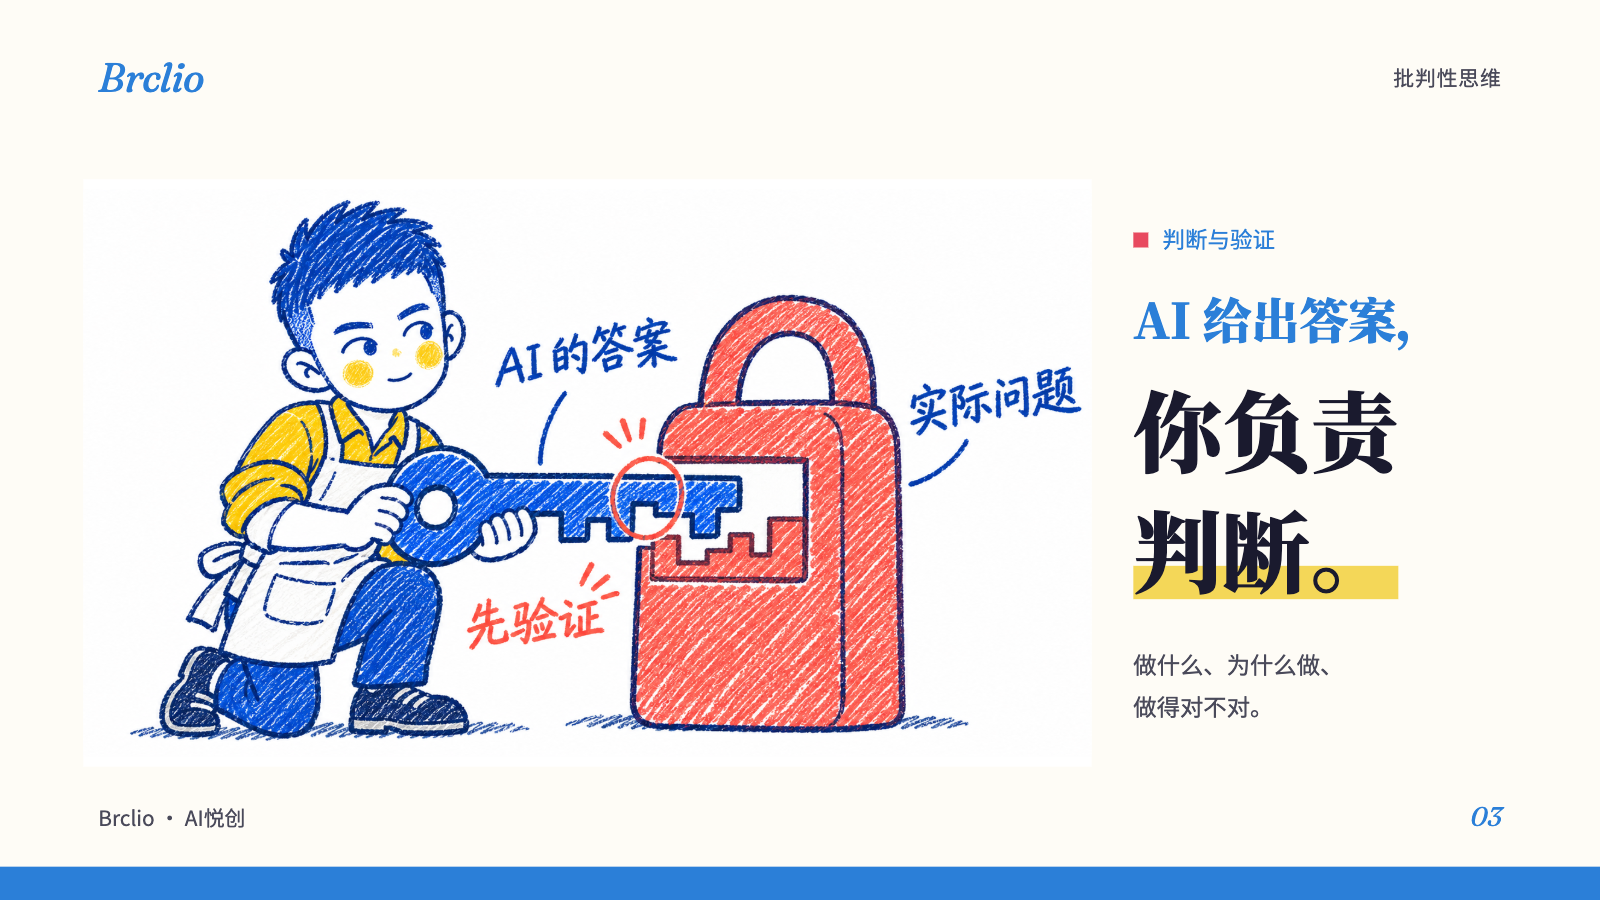 Brclio
批判性思维
AI 的答案
实际问题
先验证
判断与验证
AI 给出答案,
你负责
判断。
做什么、为什么做、
做得对不对。
Brclio · AI悦创
03